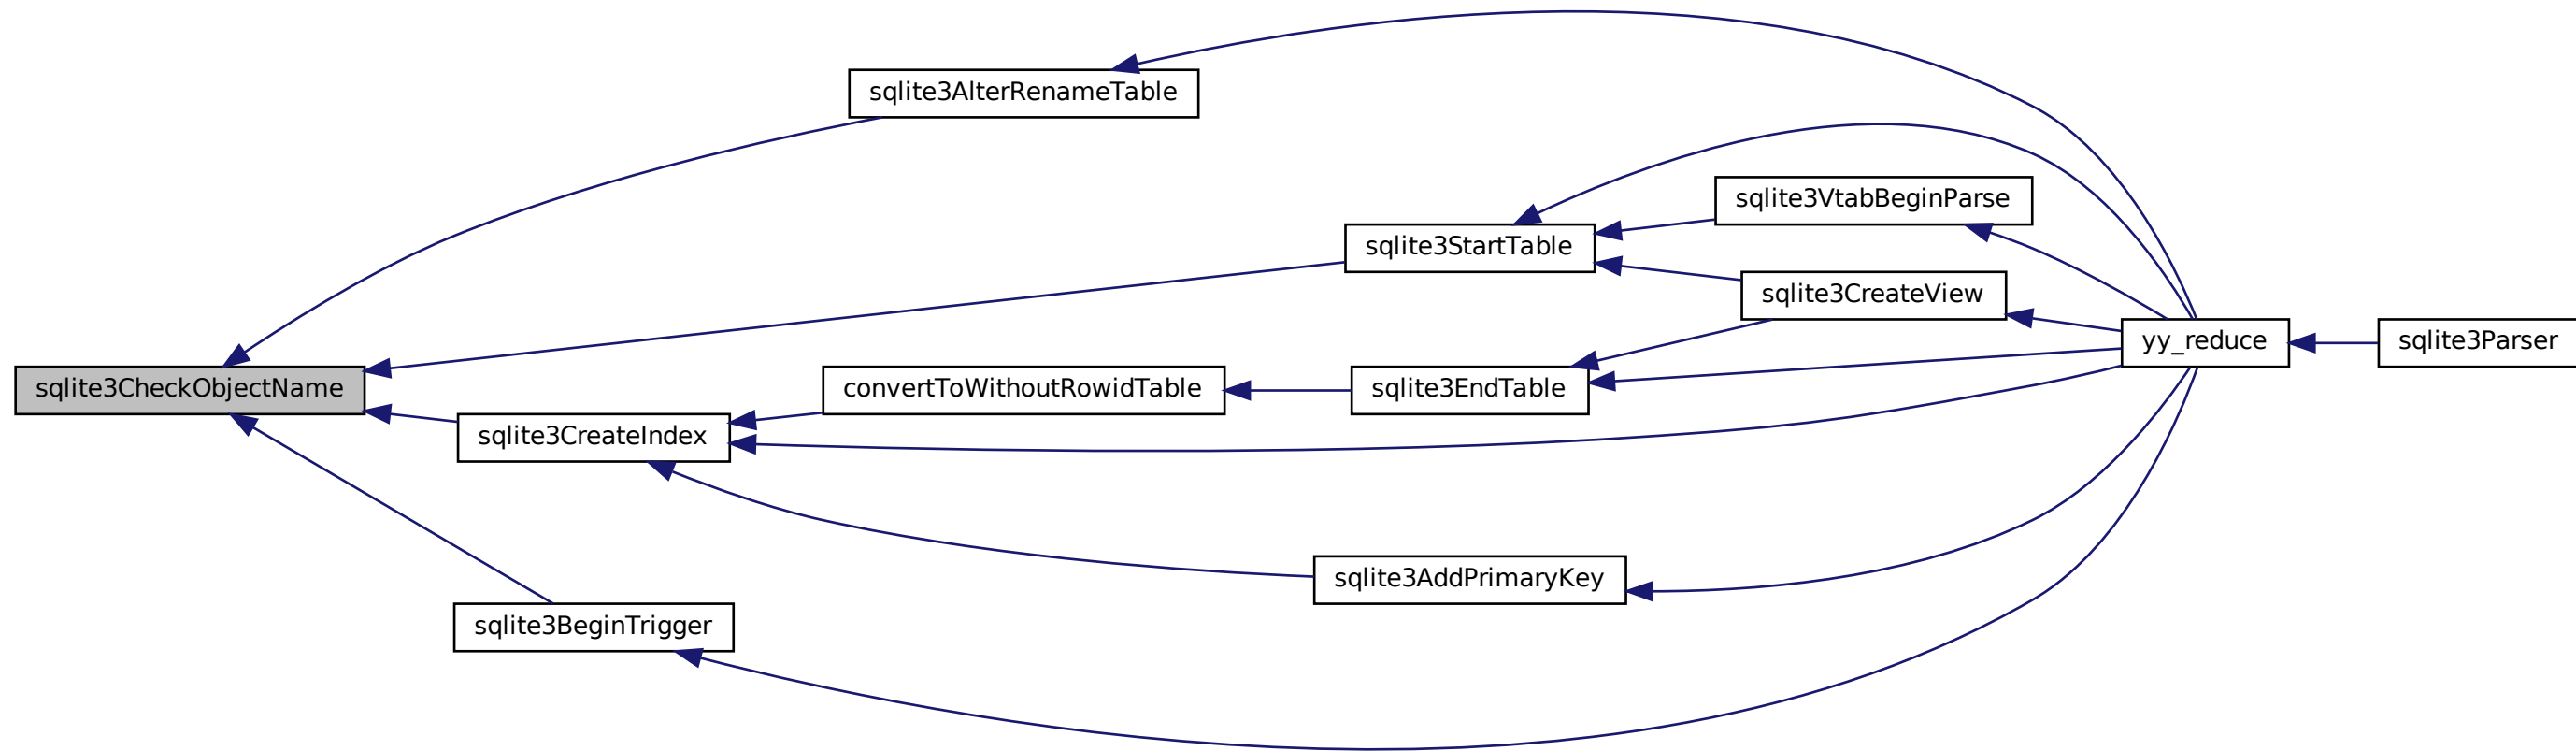 sqlite3AlterRenameTable
sqlite3VtabBeginParse
sqlite3StartTable
sqlite3CreateView
yy_reduce
sqlite3Parser
sqlite3CheckObjectName
convertToWithoutRowidTable
sqlite3EndTable
sqlite3CreateIndex
sqlite3AddPrimaryKey
sqlite3BeginTrigger